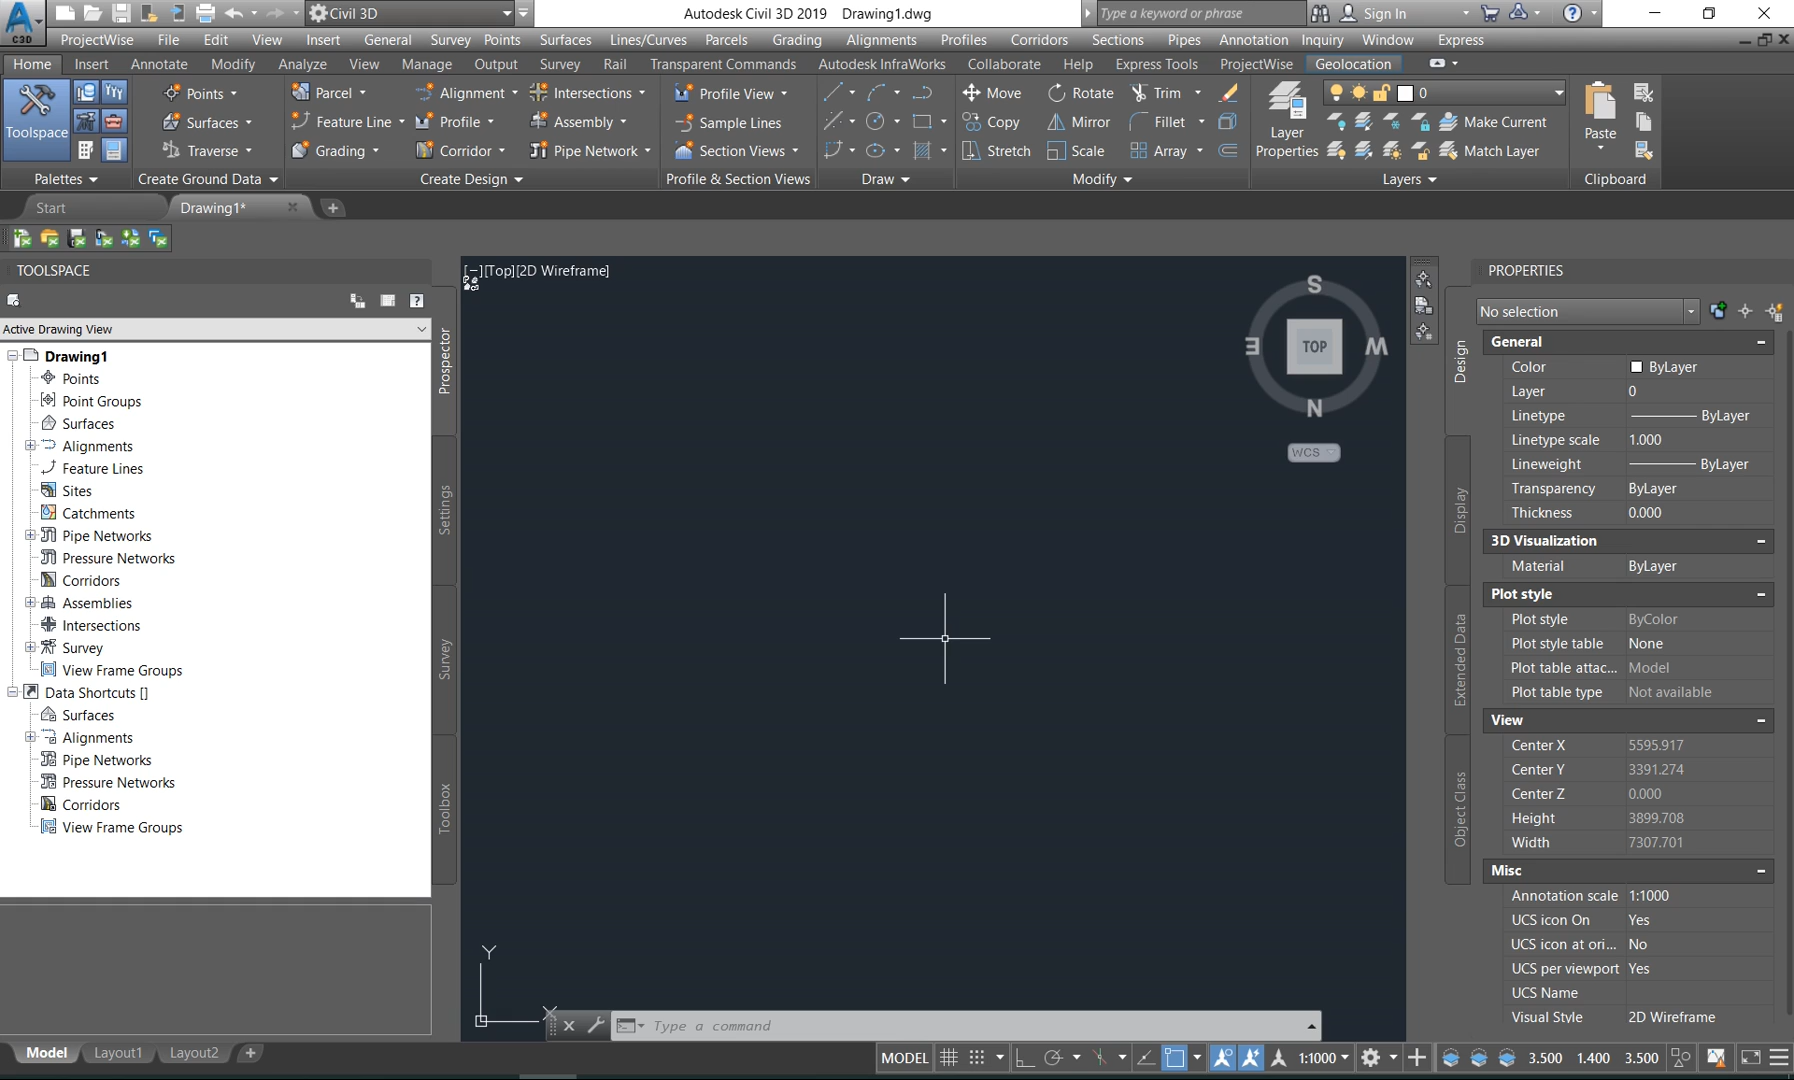 A
C3D
Civil 3D
Autodesk Civil 3D 2019 Drawing1.dwg
Type a keyword or phrase
Sign In
?
ProjectWise File Edit View Insert General Survey Points Surfaces Lines/Curves Parcels Grading Alignments Profiles Corridors Sections Pipes Annotation Inquiry Window Express
Home Insert Annotate Modify Analyze View Manage Output Survey Rail Transparent Commands Autodesk InfraWorks Collaborate Help Express Tools ProjectWise Geolocation
Points Parcel Alignment Intersections Profile View Move Rotate Trim 0
Toolspace Surfaces Feature Line Profile Assembly Sample Lines Copy Mirror Fillet Layer Properties Make Current Paste
Traverse Grading Corridor Pipe Network Section Views Stretch Scale Array Match Layer
Palettes Create Ground Data Create Design Profile & Section Views Draw Modify Layers Clipboard
Start Drawing1*
TOOLSPACE
?
Active Drawing View
Drawing1
Points
Point Groups
Surfaces
Alignments
Feature Lines
Sites
Catchments
Pipe Networks
Pressure Networks
Corridors
Assemblies
Intersections
Survey
View Frame Groups
Data Shortcuts []
Surfaces
Alignments
Pipe Networks
Pressure Networks
Corridors
View Frame Groups
Prospector
Settings
Survey
Toolbox
[−][Top][2D Wireframe]
S
E TOP W
N
WCS
Y
X
Type a command
PROPERTIES
No selection
Design
Display
Extended Data
Object Class
General
Color ByLayer
Layer 0
Linetype ByLayer
Linetype scale 1.000
Lineweight ByLayer
Transparency ByLayer
Thickness 0.000
3D Visualization
Material ByLayer
Plot style
Plot style ByColor
Plot style table None
Plot table attac... Model
Plot table type Not available
View
Center X 5595.917
Center Y 3391.274
Center Z 0.000
Height 3899.708
Width 7307.701
Misc
Annotation scale 1:1000
UCS icon On Yes
UCS icon at ori... No
UCS per viewport Yes
UCS Name
Visual Style 2D Wireframe
Model Layout1 Layout2
MODEL 1:1000 3.500 1.400 3.500